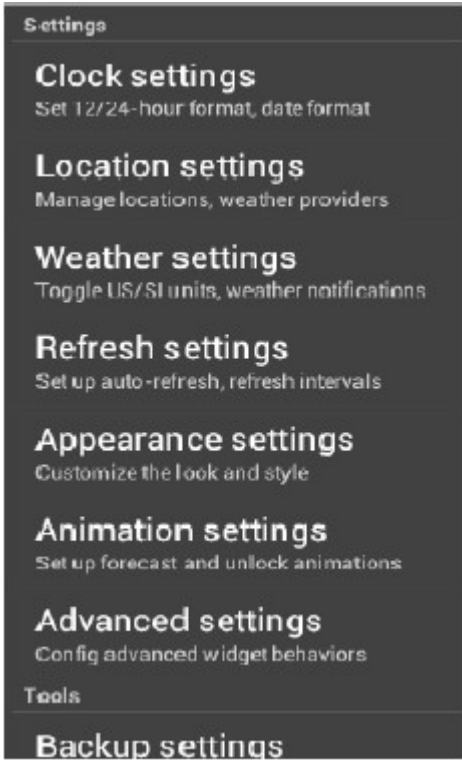 Settings
Clock settings
Set 12/24-hour format, date format
Location settings
Manage locations, weather providers
Weather settings
Toggle US/SI units, weather notifications
Refresh settings
Set up auto-refresh, refresh intervals
Appearance settings
Customize the look and style
Animation settings
Set up forecast and unlock animations
Advanced settings
Config advanced widget behaviors
Tools
Backup settings